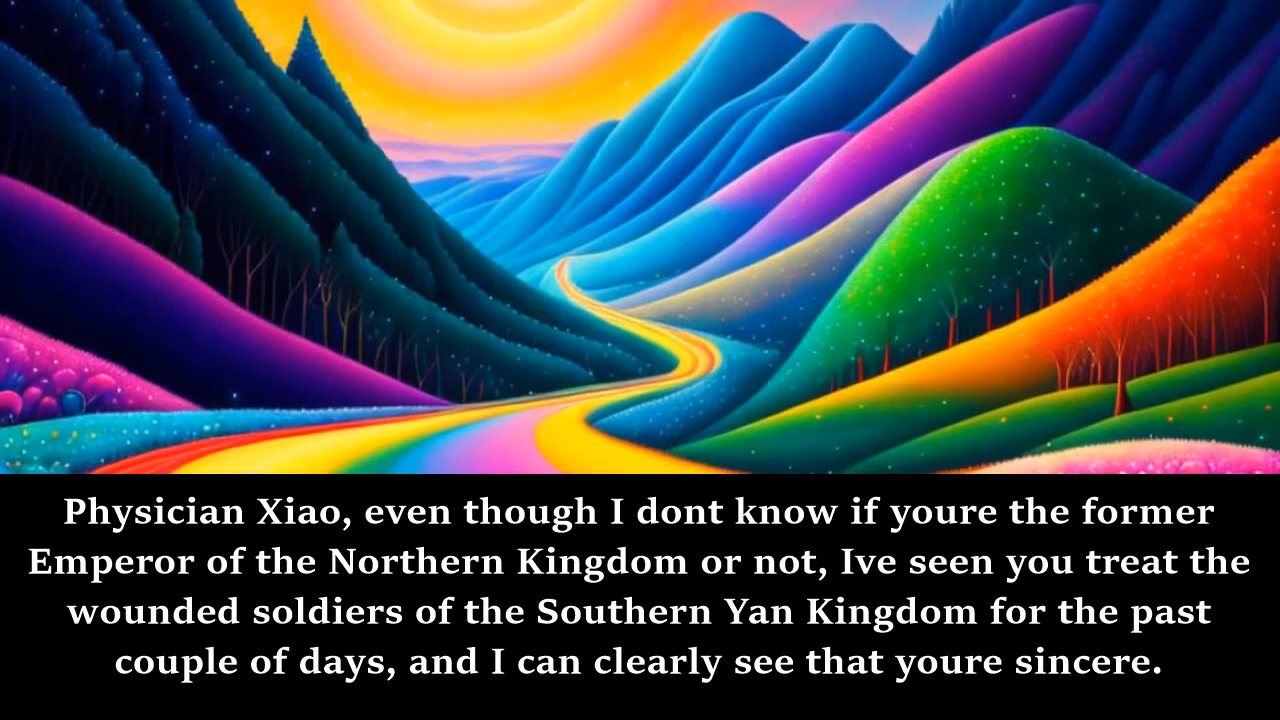 Physician Xiao, even though I dont know if youre the former
Emperor of the Northern Kingdom or not, Ive seen you treat the
wounded soldiers of the Southern Yan Kingdom for the past
couple of days, and I can clearly see that youre sincere.